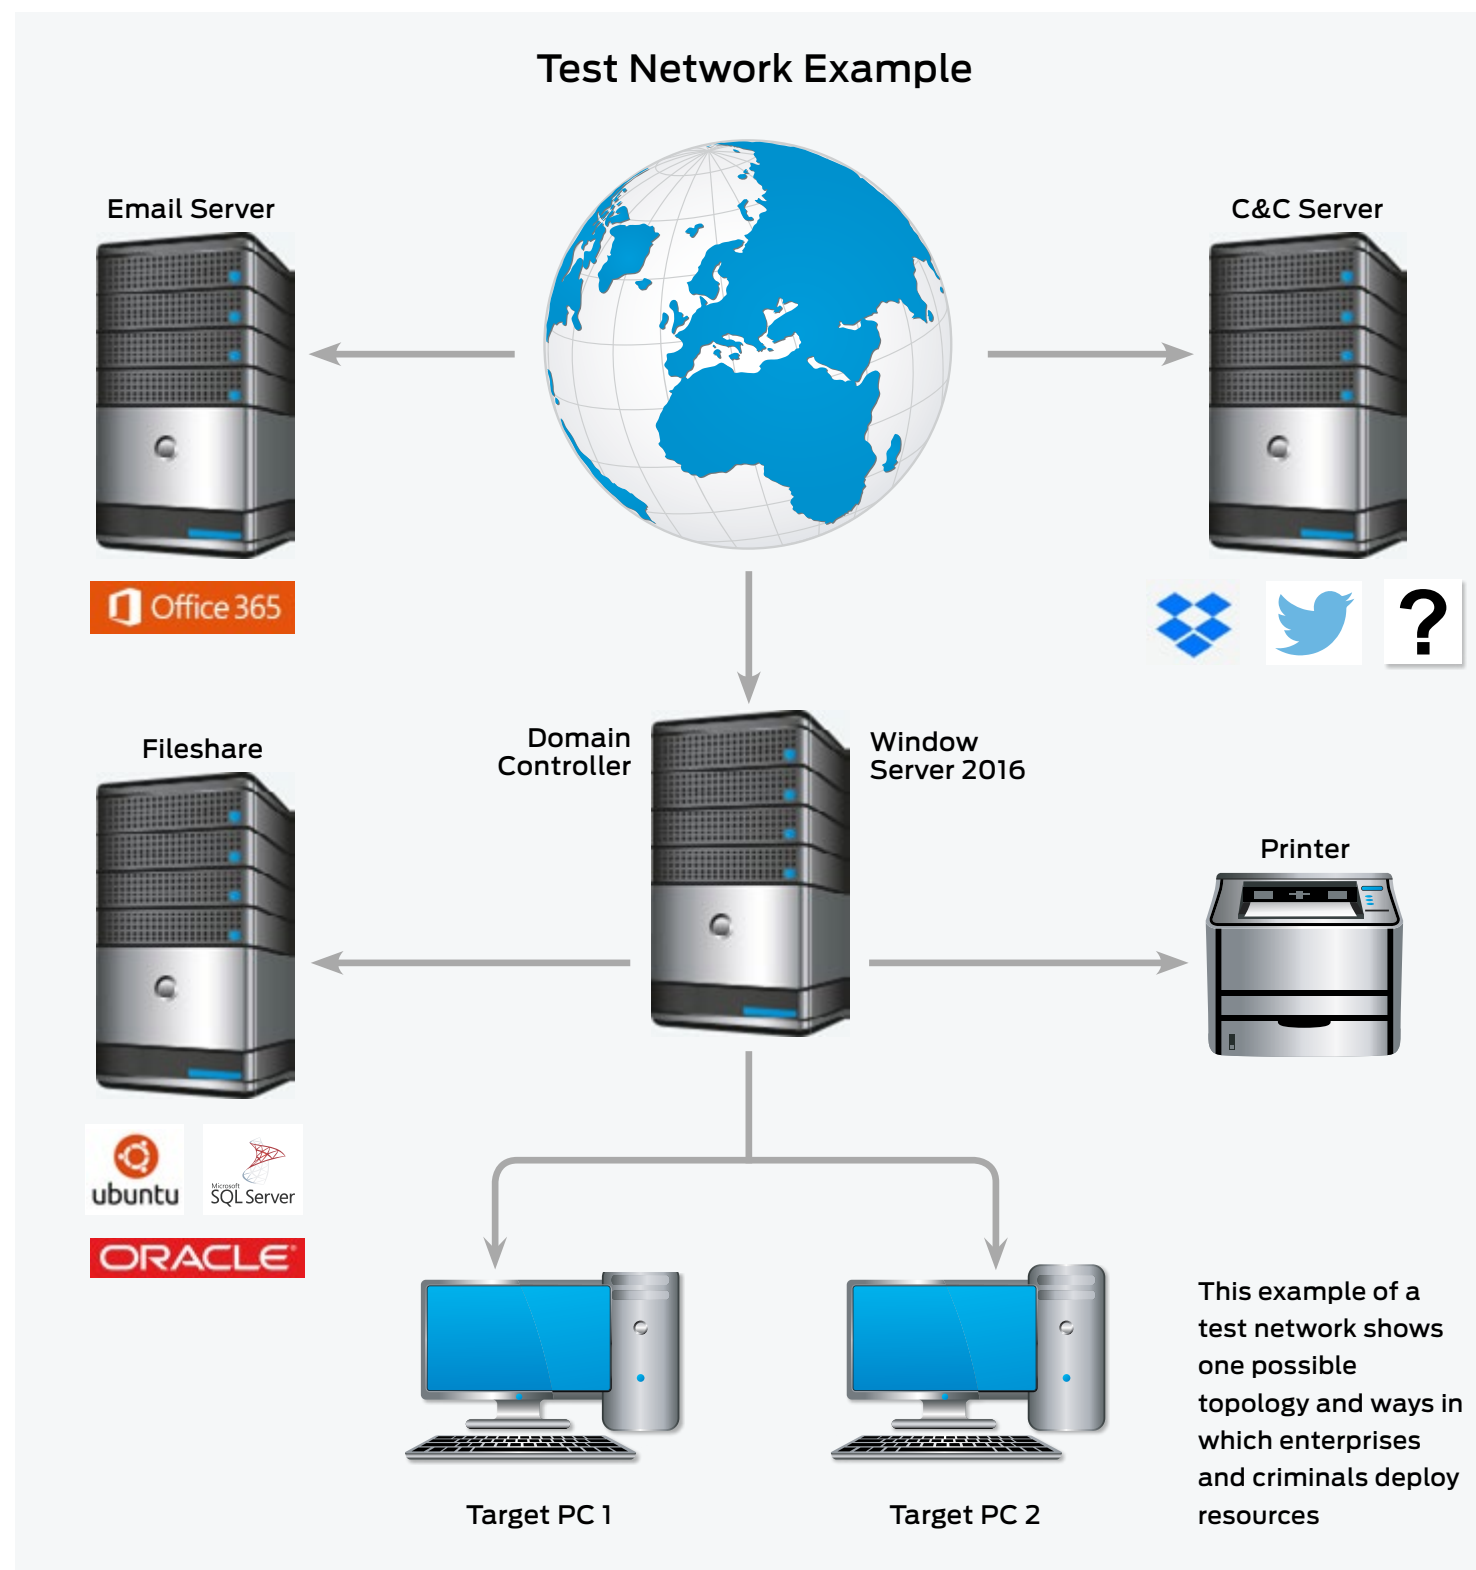 Test Network Example
Email Server
C&C Server
Office 365
?
Domain
Controller
Window
Server 2016
Fileshare
Printer
ubuntu
Microsoft
SQL Server
ORACLE
This example of a
test network shows
one possible
topology and ways in
which enterprises
and criminals deploy
resources
Target PC 1
Target PC 2